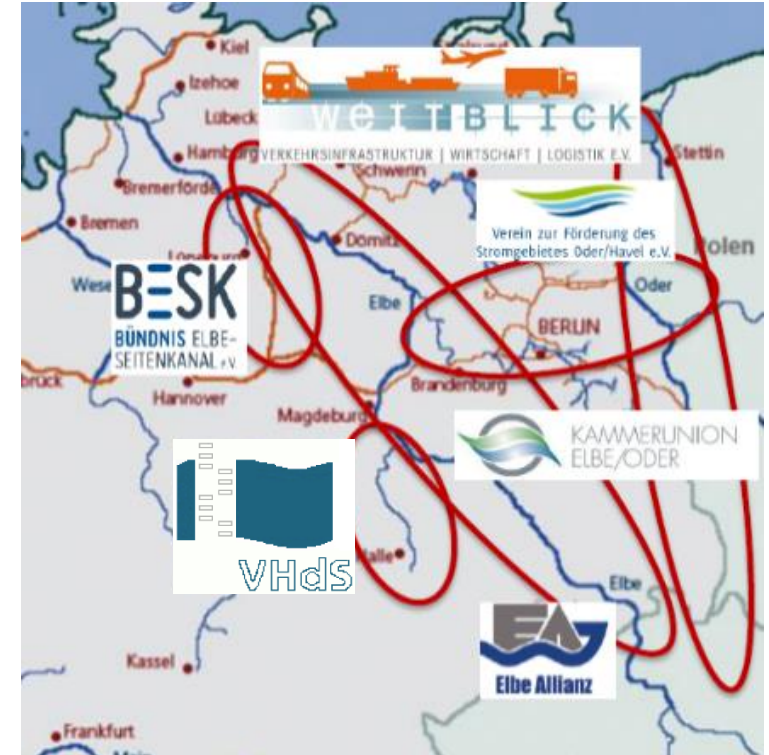 Kiel
Izehoe
Lübeck
Hamburg
WEITBLICK
VERKEHRSINFRASTRUKTUR | WIRTSCHAFT | LOGISTIK E.V.
Schwerin
Stettin
Bremerförde
Bremen
Verein zur Förderung des
Stromgebietes Oder/Havel e.V.
Polen
Dömitz
Lüneburg
BESK
BÜNDNIS ELBE-
SEITENKANAL e.V.
Elbe
Oder
BERLIN
Brandenburg
Hannover
Magdeburg
KAMMERUNION
ELBE/ODER
VHdS
Halle
Elbe
EA
Elbe Allianz
Kassel
Frankfurt